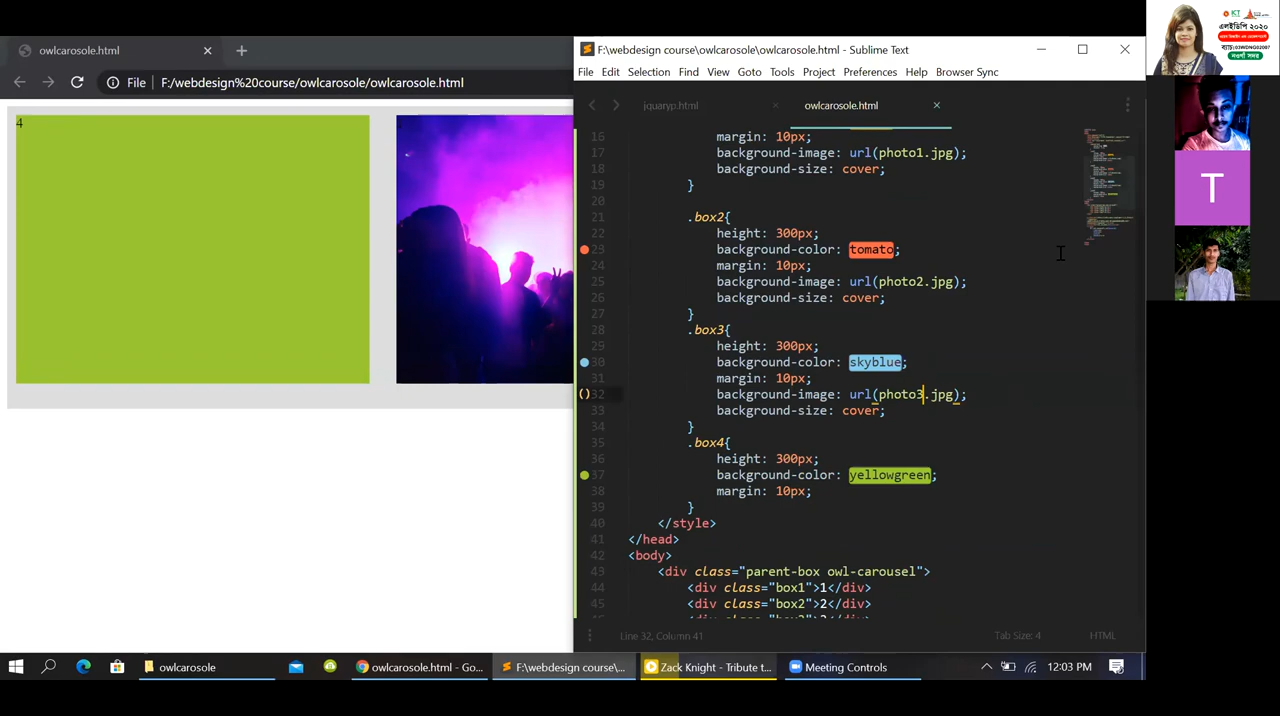 owlcarosole.html
File F:/webdesign%20course/owlcarosole/owlcarosole.html
4
F:\webdesign course\owlcarosole\owlcarosole.html - Sublime Text
File Edit Selection Find View Goto Tools Project Preferences Help Browser Sync
jquaryp.html owlcarosole.html
16 margin: 10px;
17 background-image: url(photo1.jpg);
18 background-size: cover;
19 }
20
21 .box2{
22 height: 300px;
23 background-color: tomato;
24 margin: 10px;
25 background-image: url(photo2.jpg);
26 background-size: cover;
27 }
28 .box3{
29 height: 300px;
30 background-color: skyblue;
31 margin: 10px;
32 background-image: url(photo3.jpg);
33 background-size: cover;
34 }
35 .box4{
36 height: 300px;
37 background-color: yellowgreen;
38 margin: 10px;
39 }
40 </style>
41 </head>
42 <body>
43 <div class="parent-box owl-carousel">
44 <div class="box1">1</div>
45 <div class="box2">2</div>
Line 32, Column 41 Tab Size: 4 HTML
ICT
এলইডিপি ২০২০
ব্যাচ:03WDNG02007
নওগাঁ সদর
T
owlcarosole
owlcarosole.html - Go...
F:\webdesign course\...
Zack Knight - Tribute t...
Meeting Controls
12:03 PM